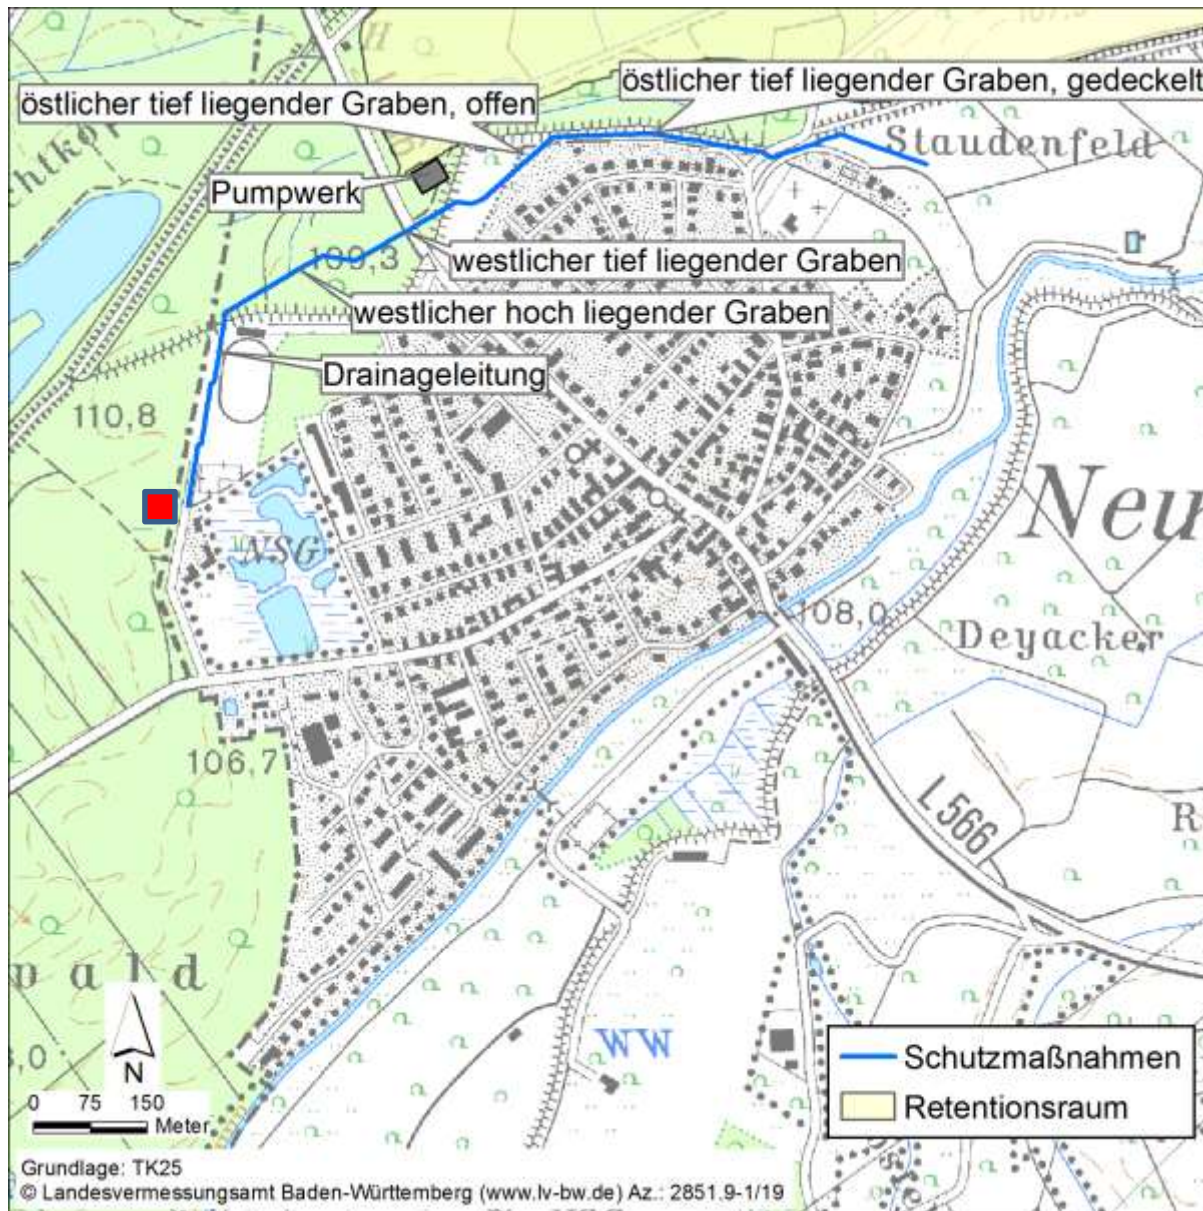 östlicher tief liegender Graben, offen
östlicher tief liegender Graben, gedeckelt
Staudenfeld
Pumpwerk
109,3
westlicher tief liegender Graben
westlicher hoch liegender Graben
Drainageleitung
110,8
NSG
Neu
108,0
Deyacker
106,7
L 566
R
wald
WW
N
0 75 150
Meter
Schutzmaßnahmen
Retentionsraum
Grundlage: TK25
© Landesvermessungsamt Baden-Württemberg (www.lv-bw.de) Az.: 2851.9-1/19